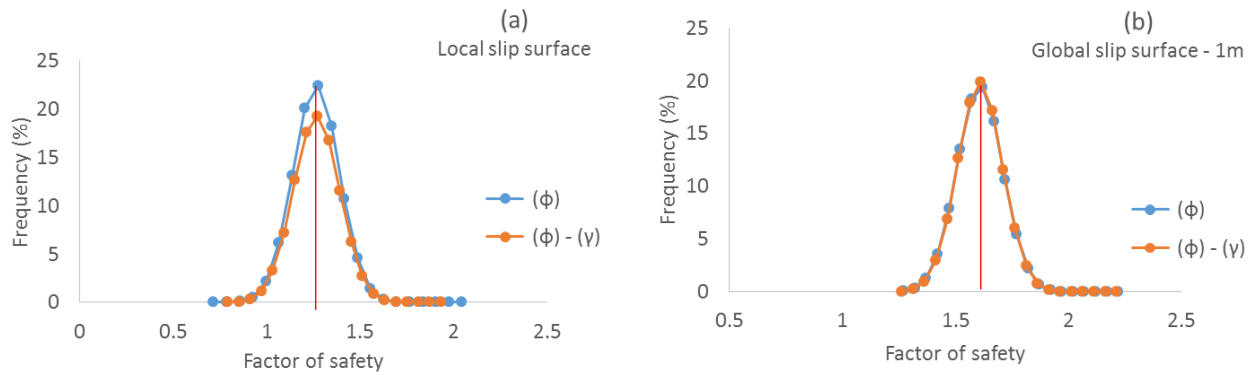 (a)
Local slip surface
25
20
15
10
5
0
Frequency (%)
(ϕ)
(ϕ) - (γ)
0
0.5
1
1.5
2
2.5
Factor of safety
(b)
Global slip surface - 1m
25
20
15
10
5
0
Frequency (%)
(ϕ)
(ϕ) - (γ)
0.5
1
1.5
2
2.5
Factor of safety